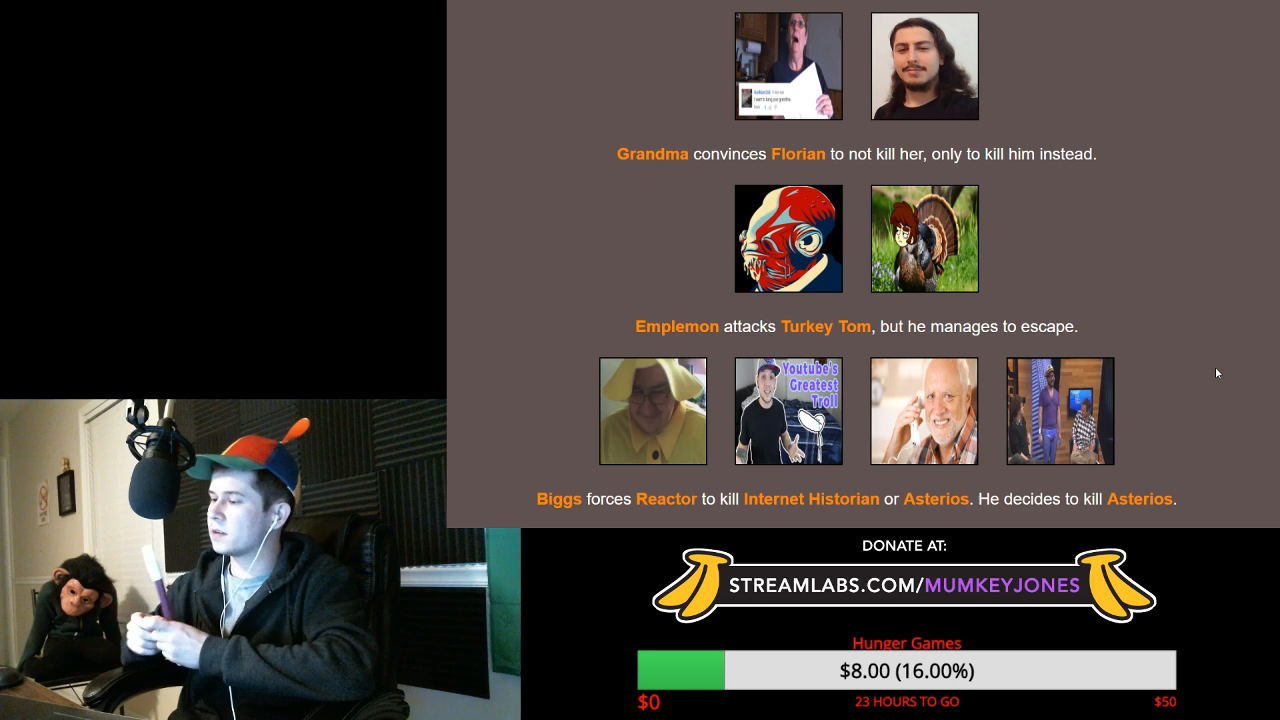 Grandma convinces Florian to not kill her, only to kill him instead.
Emplemon attacks Turkey Tom, but he manages to escape.
Youtube's
Greatest
Troll
Biggs forces Reactor to kill Internet Historian or Asterios. He decides to kill Asterios.
DONATE AT:
STREAMLABS.COM/MUMKEYJONES
Hunger Games
$8.00 (16.00%)
$0
23 HOURS TO GO
$50